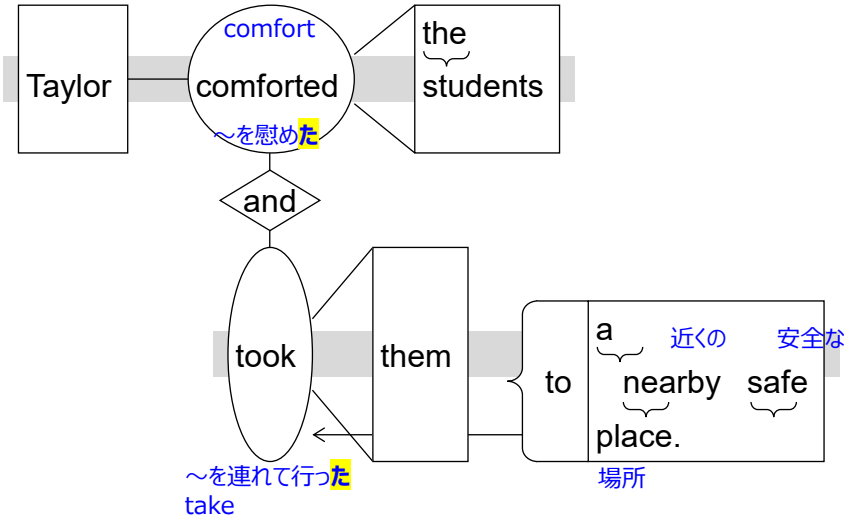 comfort
the
Taylor comforted students
〜を慰めた
and
a 近くの 安全な
took them to nearby safe
place.
〜を連れて行った 場所
take